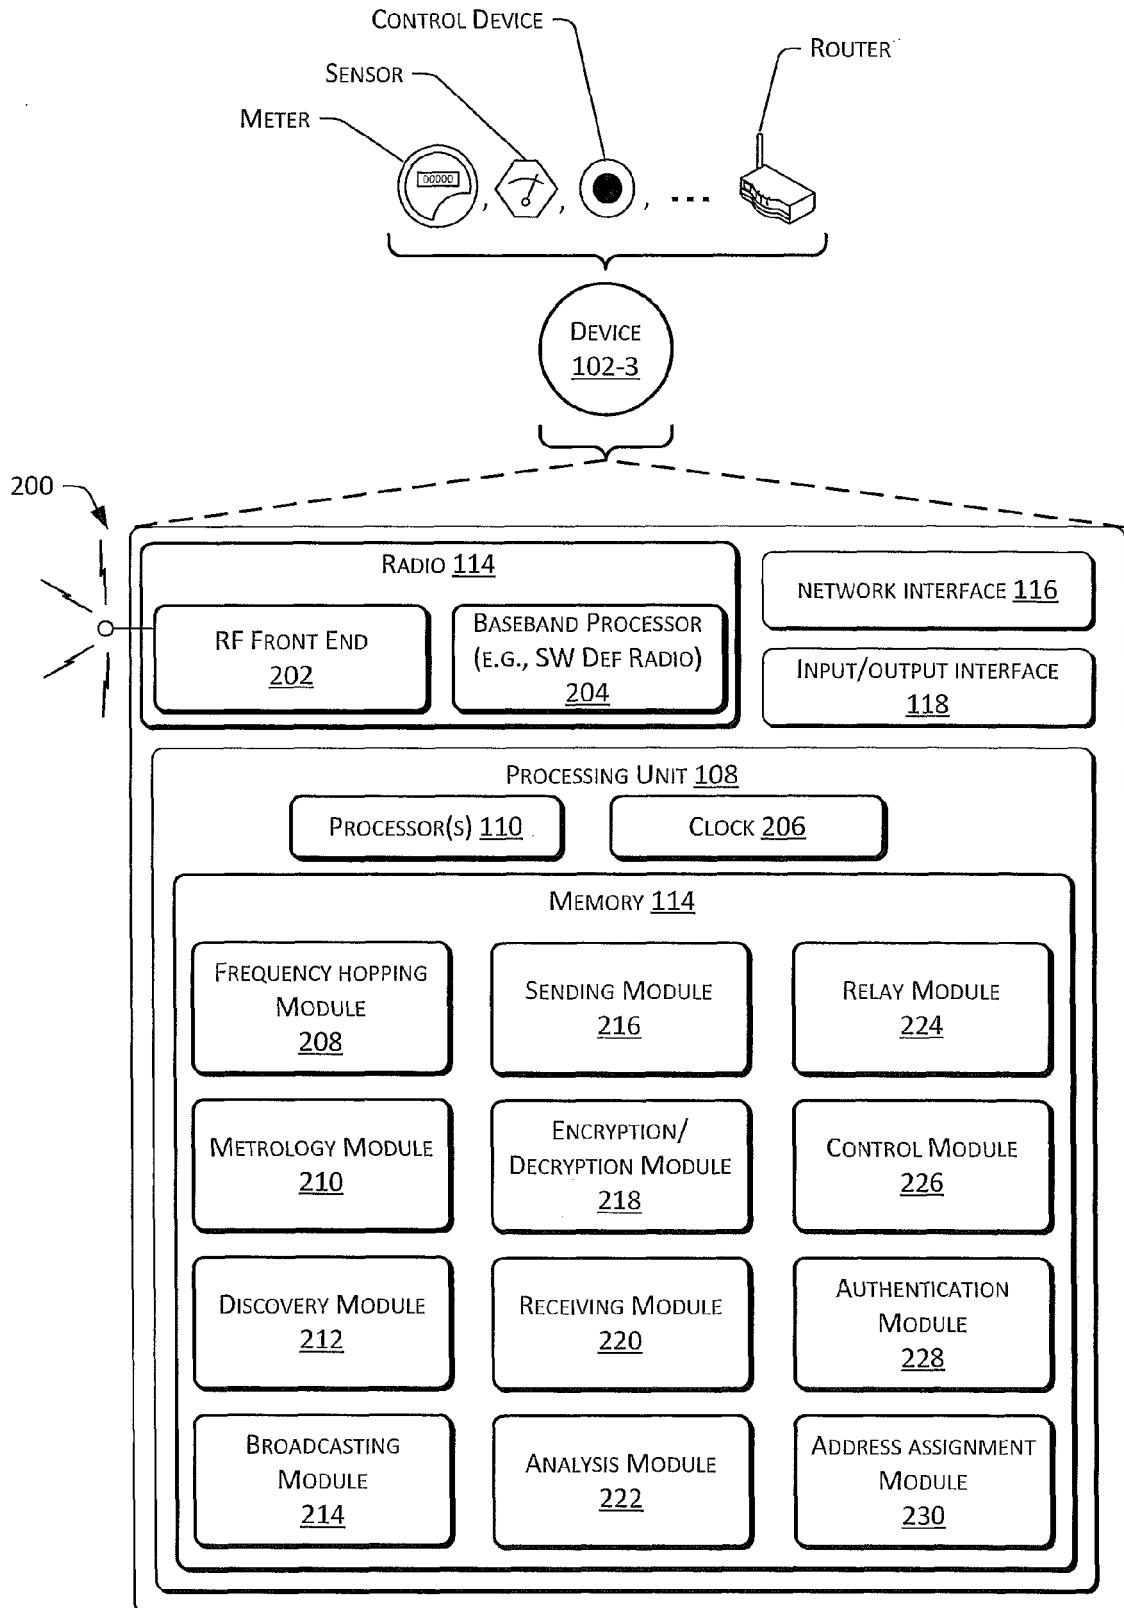 CONTROL DEVICE
ROUTER
SENSOR
METER
00000
, , , ...
DEVICE
102-3
200
RADIO 114
RF FRONT END
202
BASEBAND PROCESSOR
(E.G., SW DEF RADIO)
204
NETWORK INTERFACE 116
INPUT/OUTPUT INTERFACE
118
PROCESSING UNIT 108
PROCESSOR(S) 110
CLOCK 206
MEMORY 114
FREQUENCY HOPPING
MODULE
208
SENDING MODULE
216
RELAY MODULE
224
METROLOGY MODULE
210
ENCRYPTION/
DECRYPTION MODULE
218
CONTROL MODULE
226
DISCOVERY MODULE
212
RECEIVING MODULE
220
AUTHENTICATION
MODULE
228
BROADCASTING
MODULE
214
ANALYSIS MODULE
222
ADDRESS ASSIGNMENT
MODULE
230